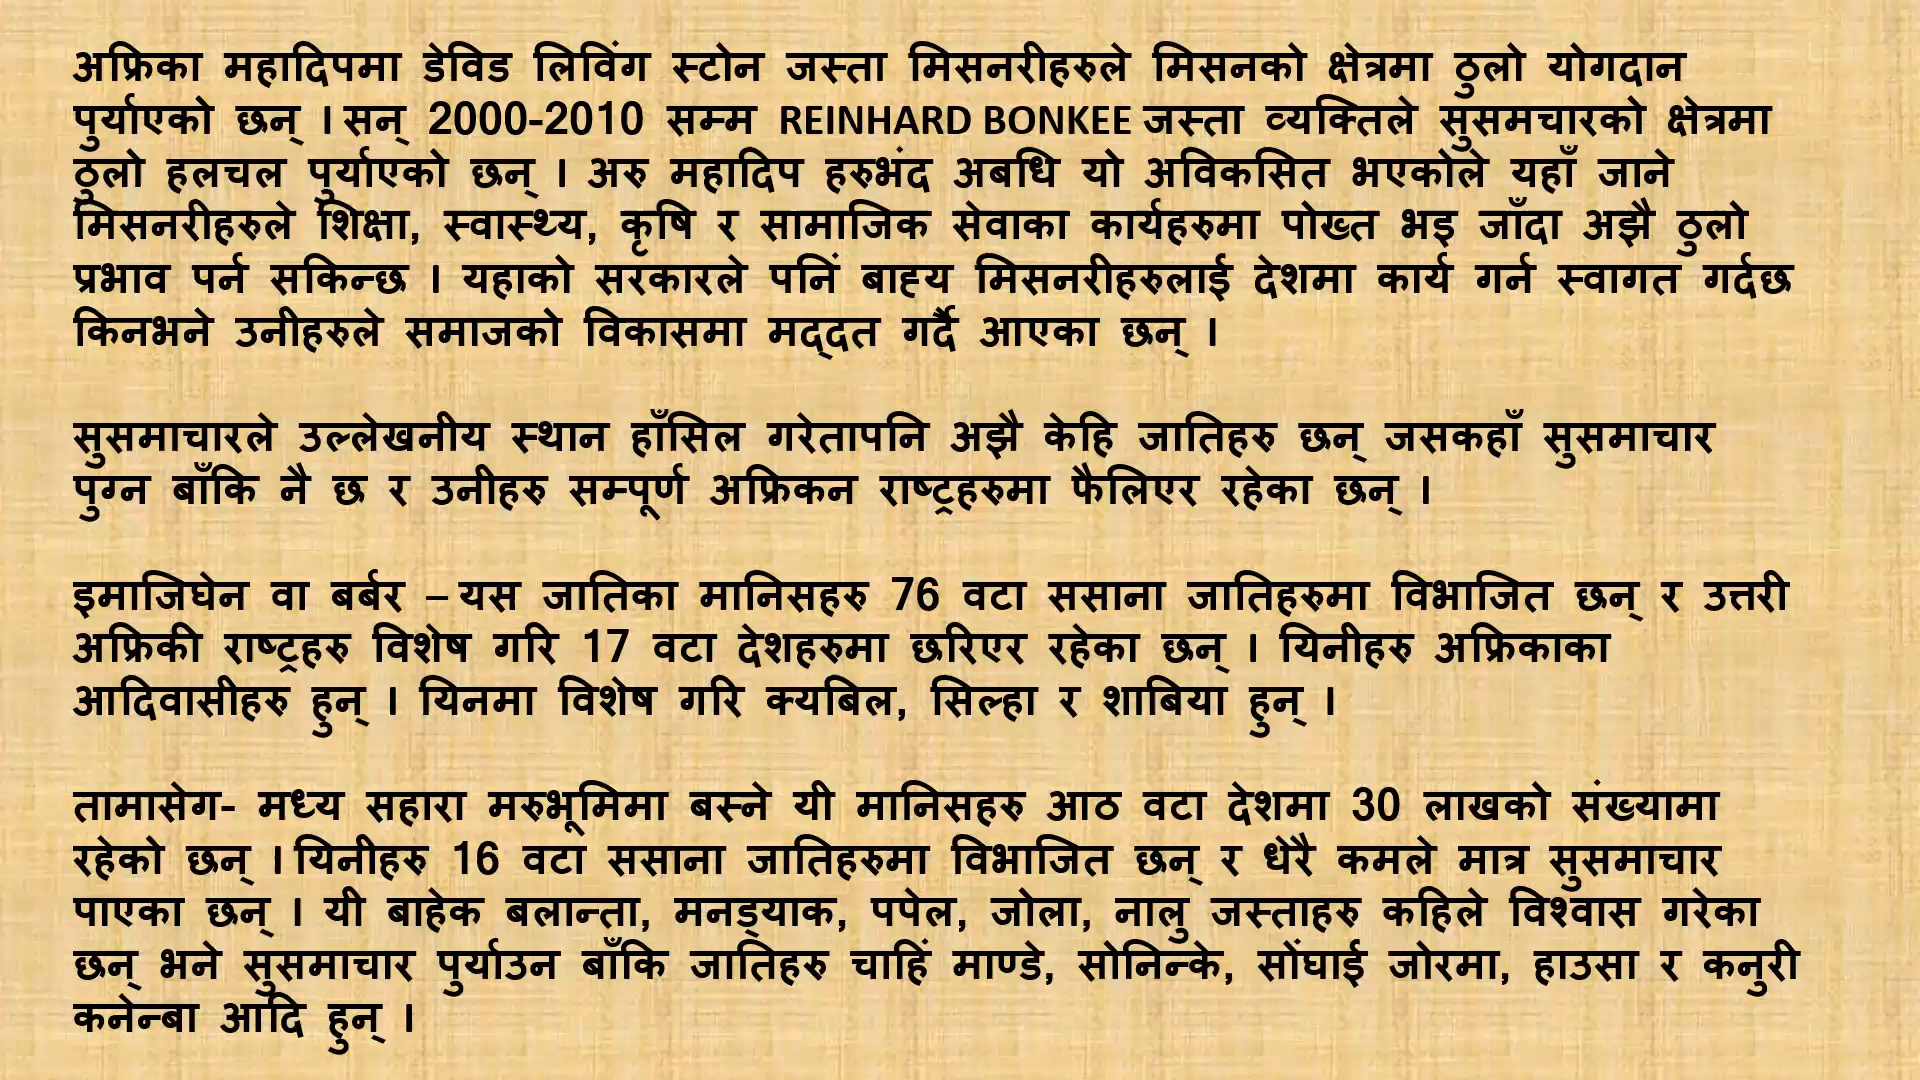 अफ्रिका महादिपमा डेविड लिविंग स्टोन जस्ता मिसनरीहरुले मिसनको क्षेत्रमा ठुलो योगदान
पुर्याएको छन् । सन् 2000-2010 सम्म REINHARD BONKEE जस्ता व्यक्तिले सुसमचारको क्षेत्रमा
ठुलो हलचल पुर्याएको छन् । अरु महादिप हरुभंद अबधि यो अविकसित भएकोले यहाँ जाने
मिसनरीहरुले शिक्षा, स्वास्थ्य, कृषि र सामाजिक सेवाका कार्यहरुमा पोख्त भइ जाँदा अझै ठुलो
प्रभाव पर्न सकिन्छ । यहाको सरकारले पनिं बाह्य मिसनरीहरुलाई देशमा कार्य गर्न स्वागत गर्दछ
किनभने उनीहरुले समाजको विकासमा मद्दत गर्दै आएका छन् ।
सुसमाचारले उल्लेखनीय स्थान हाँसिल गरेतापनि अझै केहि जातिहरु छन् जसकहाँ सुसमाचार
पुग्न बाँकि नै छ र उनीहरु सम्पूर्ण अफ्रिकन राष्ट्रहरुमा फैलिएर रहेका छन् ।
इमाजिघेन वा बर्बर – यस जातिका मानिसहरु 76 वटा ससाना जातिहरुमा विभाजित छन् र उत्तरी
अफ्रिकी राष्ट्रहरु विशेष गरि 17 वटा देशहरुमा छरिएर रहेका छन् । यिनीहरु अफ्रिकाका
आदिवासीहरु हुन् । यिनमा विशेष गरि क्यबिल, सिल्हा र शाबिया हुन् ।
तामासेग- मध्य सहारा मरुभूमिमा बस्ने यी मानिसहरु आठ वटा देशमा 30 लाखको संख्यामा
रहेको छन् । यिनीहरु 16 वटा ससाना जातिहरुमा विभाजित छन् र धेरै कमले मात्र सुसमाचार
पाएका छन् । यी बाहेक बलान्ता, मनड्याक, पपेल, जोला, नालु जस्ताहरु कहिले विश्वास गरेका
छन् भने सुसमाचार पुर्याउन बाँकि जातिहरु चाहिं माण्डे, सोनिन्के, सोंघाई जोरमा, हाउसा र कनुरी
कनेन्बा आदि हुन् ।